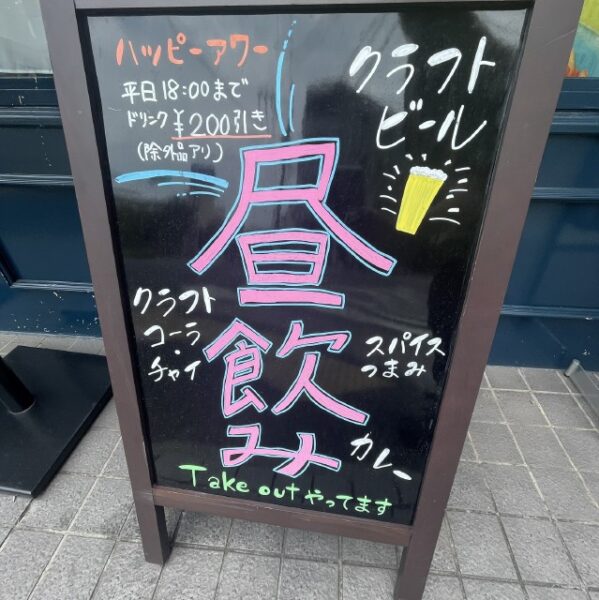 ハッピーアワー
平日18:00まで
ドリンク¥200引き
(除外品アリ)
クラフト
ビール
昼飲み
クラフト
コーラ
・
チャイ
スパイス
つまみ
カレー
Take outやってます